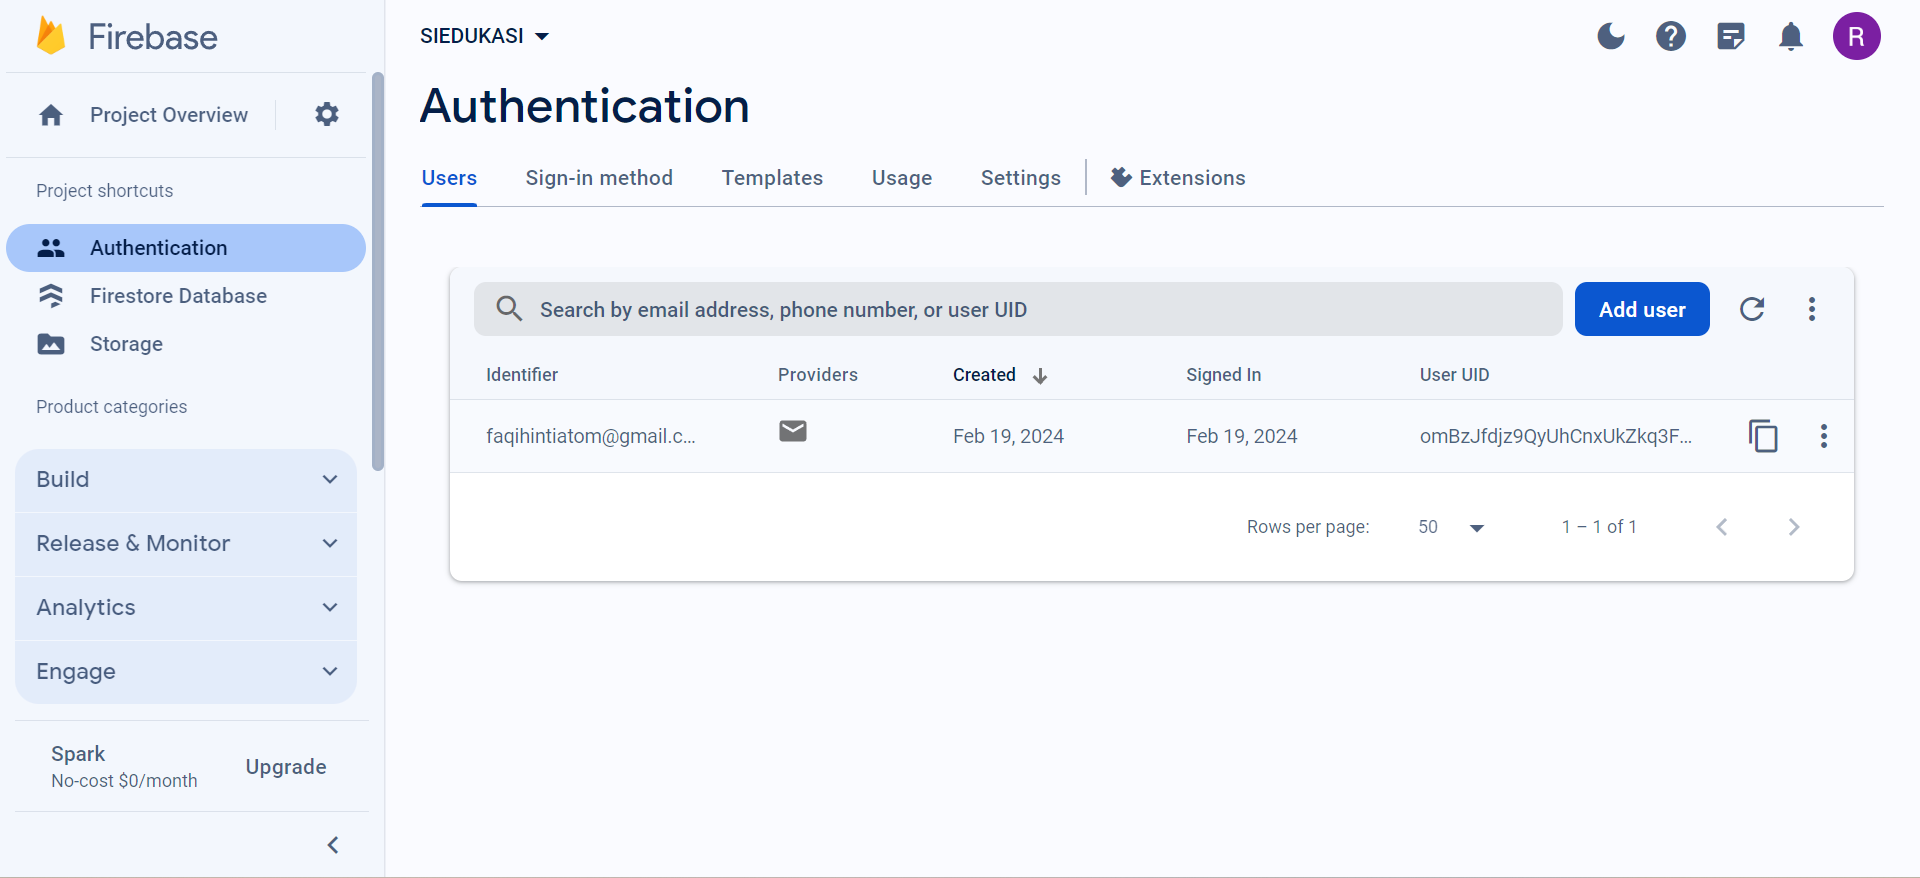 Firebase
Project Overview
Project shortcuts
Authentication
Firestore Database
Storage
Product categories
Build
Release & Monitor
Analytics
Engage
Spark
No-cost $0/month
Upgrade
SIEDUKASI
R
Authentication
Users Sign-in method Templates Usage Settings Extensions
Search by email address, phone number, or user UID
Add user
Identifier Providers Created Signed In User UID
faqihintiatom@gmail.c... Feb 19, 2024 Feb 19, 2024 omBzJfdjz9QyUhCnxUkZkq3F...
Rows per page: 50 1 – 1 of 1